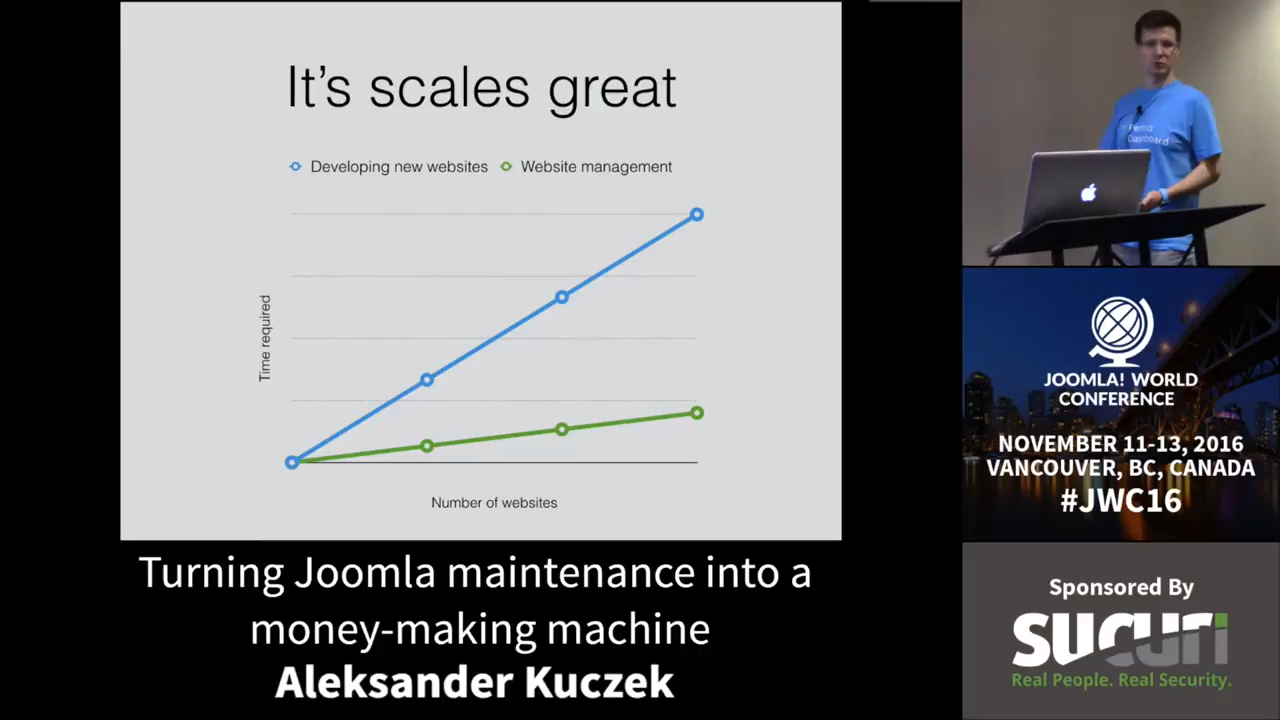 It's scales great
Developing new websites
Website management
Time required
Number of websites
Turning Joomla maintenance into a
money-making machine
Aleksander Kuczek
Perfect
Dashboard
JOOMLA! WORLD
CONFERENCE
NOVEMBER 11-13, 2016
VANCOUVER, BC, CANADA
#JWC16
Sponsored By
SUCURI
Real People. Real Security.